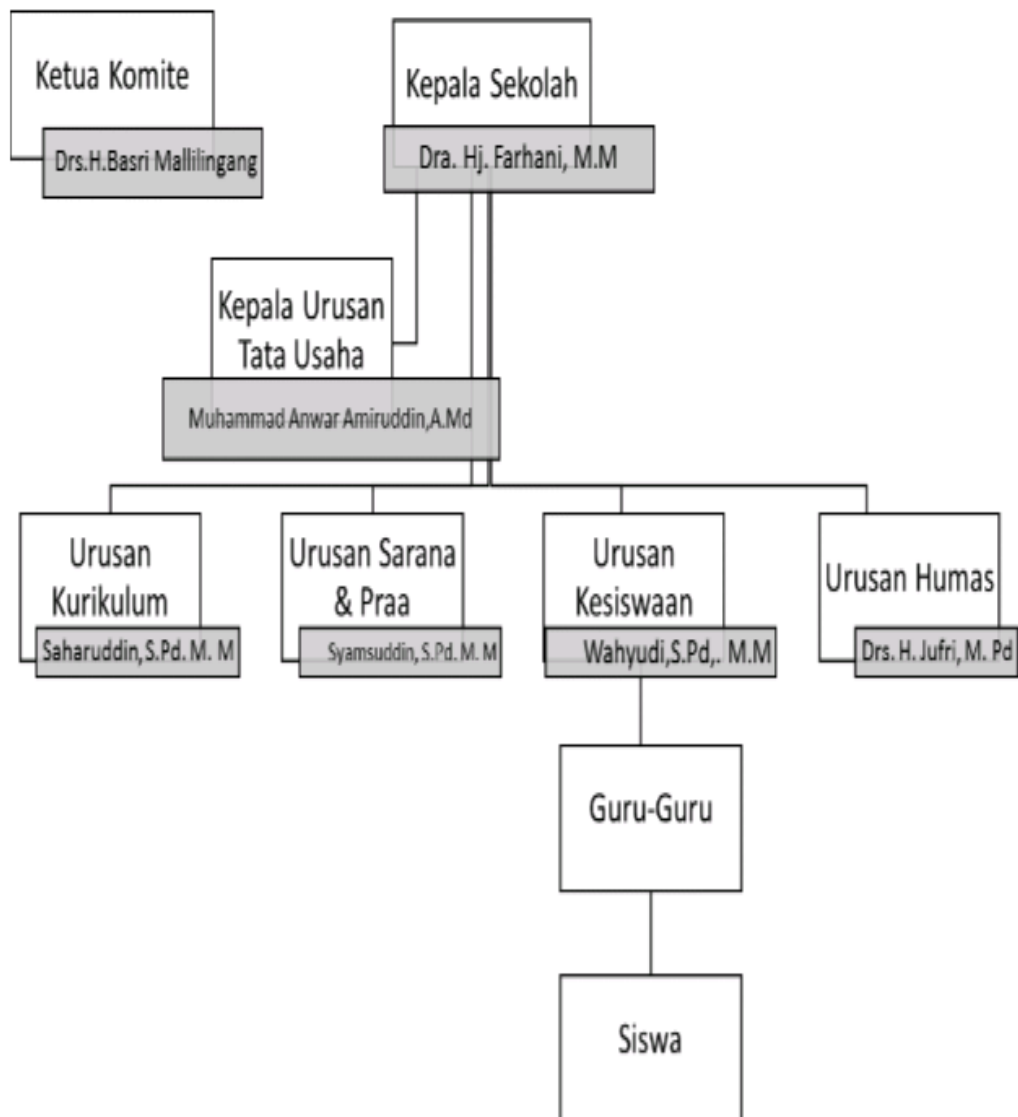 Ketua Komite
Drs.H.Basri Mallilingang
Kepala Sekolah
Dra. Hj. Farhani, M.M
Kepala Urusan
Tata Usaha
Muhammad Anwar Amiruddin,A.Md
Urusan
Kurikulum
Saharuddin, S.Pd. M. M
Urusan Sarana
& Praa
Syamsuddin, S.Pd. M. M
Urusan
Kesiswaan
Wahyudi,S.Pd,. M.M
Urusan Humas
Drs. H. Jufri, M. Pd
Guru-Guru
Siswa